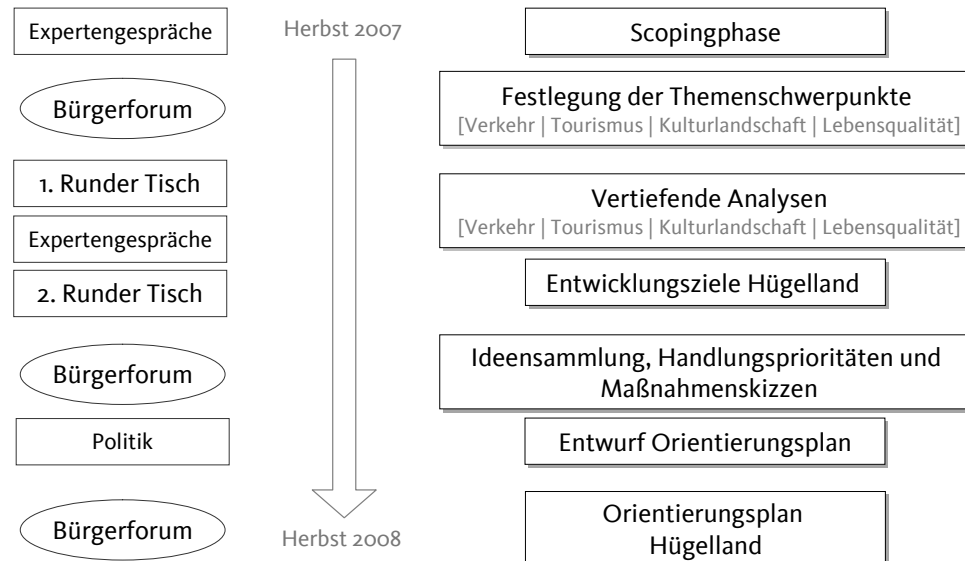 Expertengespräche
Herbst 2007
Scopingphase
Bürgerforum
Festlegung der Themenschwerpunkte
[Verkehr | Tourismus | Kulturlandschaft | Lebensqualität]
1. Runder Tisch
Vertiefende Analysen
[Verkehr | Tourismus | Kulturlandschaft | Lebensqualität]
Expertengespräche
2. Runder Tisch
Entwicklungsziele Hügelland
Bürgerforum
Ideensammlung, Handlungsprioritäten und
Maßnahmenskizzen
Politik
Entwurf Orientierungsplan
Bürgerforum
Herbst 2008
Orientierungsplan
Hügelland